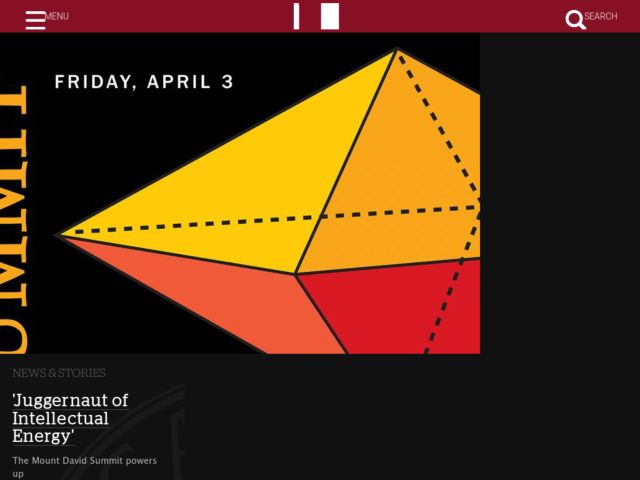 MENU
SEARCH
FRIDAY, APRIL 3
NEWS & STORIES
'Juggernaut of
Intellectual
Energy'
The Mount David Summit powers
up